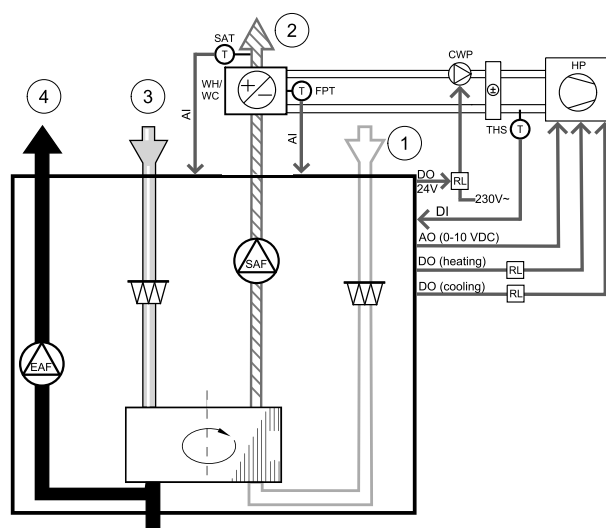 SAT
T
2
CWP
HP
WH/
WC
T
FPT
4
3
1
AI
AI
THS
T
DO
24V
RL
230V~
DI
AO (0-10 VDC)
DO (heating)
RL
DO (cooling)
RL
SAF
EAF